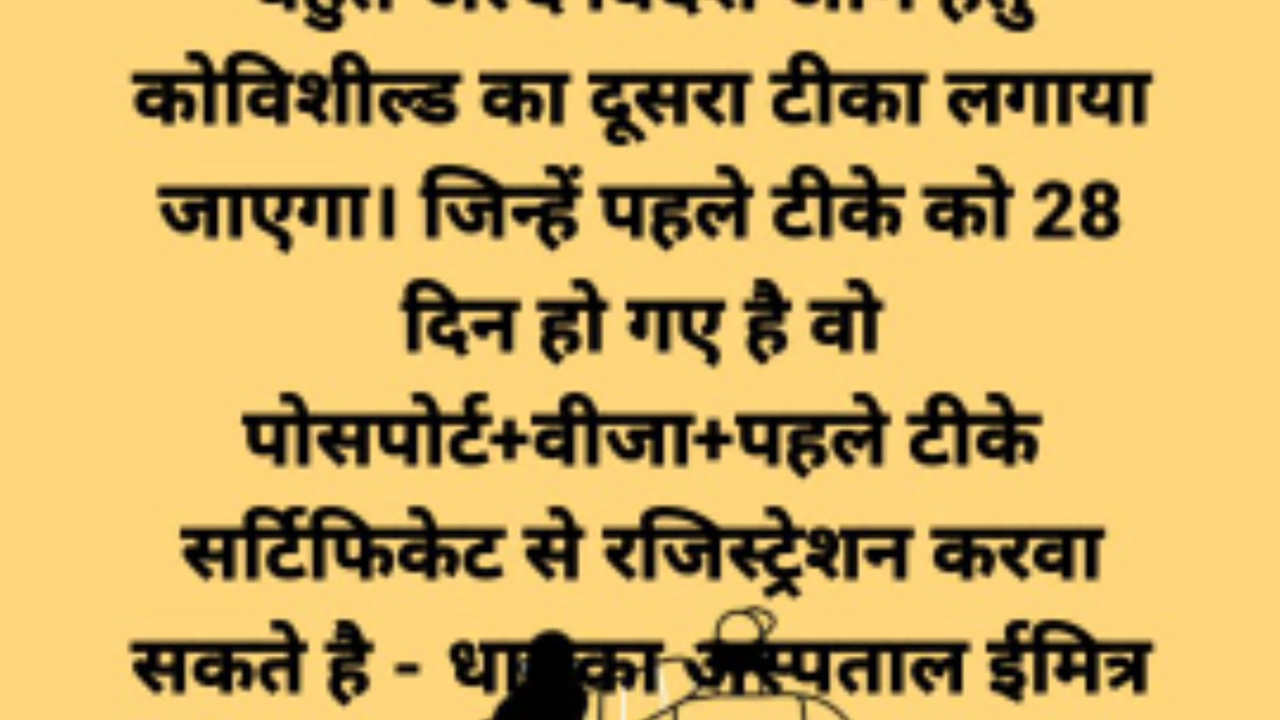 कोविशील्ड का दूसरा टीका लगाया
जाएगा। जिन्हें पहले टीके को 28
दिन हो गए है वो
पोसपोर्ट+वीजा+पहले टीके
सर्टिफिकेट से रजिस्ट्रेशन करवा
सकते है - अस्पताल ईमित्र